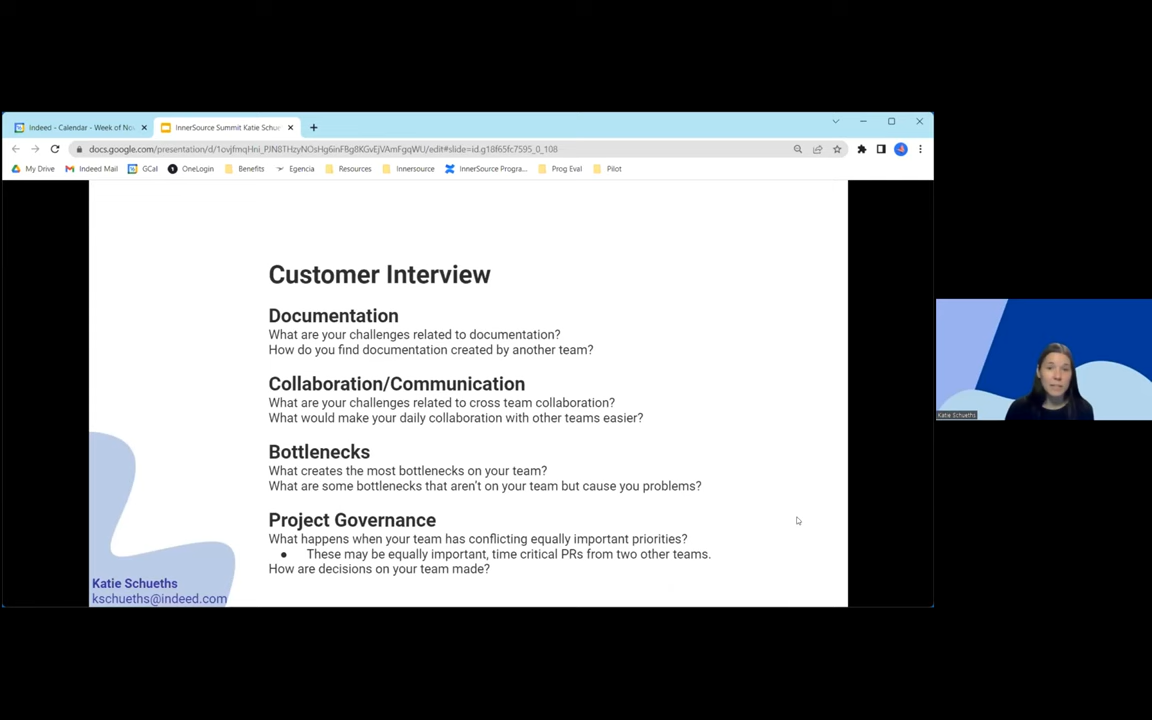 Indeed - Calendar - Week of Nov
InnerSource Summit Katie Schue
docs.google.com/presentation/d/1ovjfmqHni_PJN8THzyNOsHg6inFBg8KGvEjVAmFgqWU/edit#slide=id.g18f65fc7595_0_108
My Drive
Indeed Mail
GCal
OneLogin
Benefits
Egencia
Resources
Innersource
InnerSource Progra...
Prog Eval
Pilot
Customer Interview
Documentation
What are your challenges related to documentation?
How do you find documentation created by another team?
Collaboration/Communication
What are your challenges related to cross team collaboration?
What would make your daily collaboration with other teams easier?
Bottlenecks
What creates the most bottlenecks on your team?
What are some bottlenecks that aren't on your team but cause you problems?
Project Governance
What happens when your team has conflicting equally important priorities?
● These may be equally important, time critical PRs from two other teams.
How are decisions on your team made?
Katie Schueths
kschueths@indeed.com
Katie Schueths